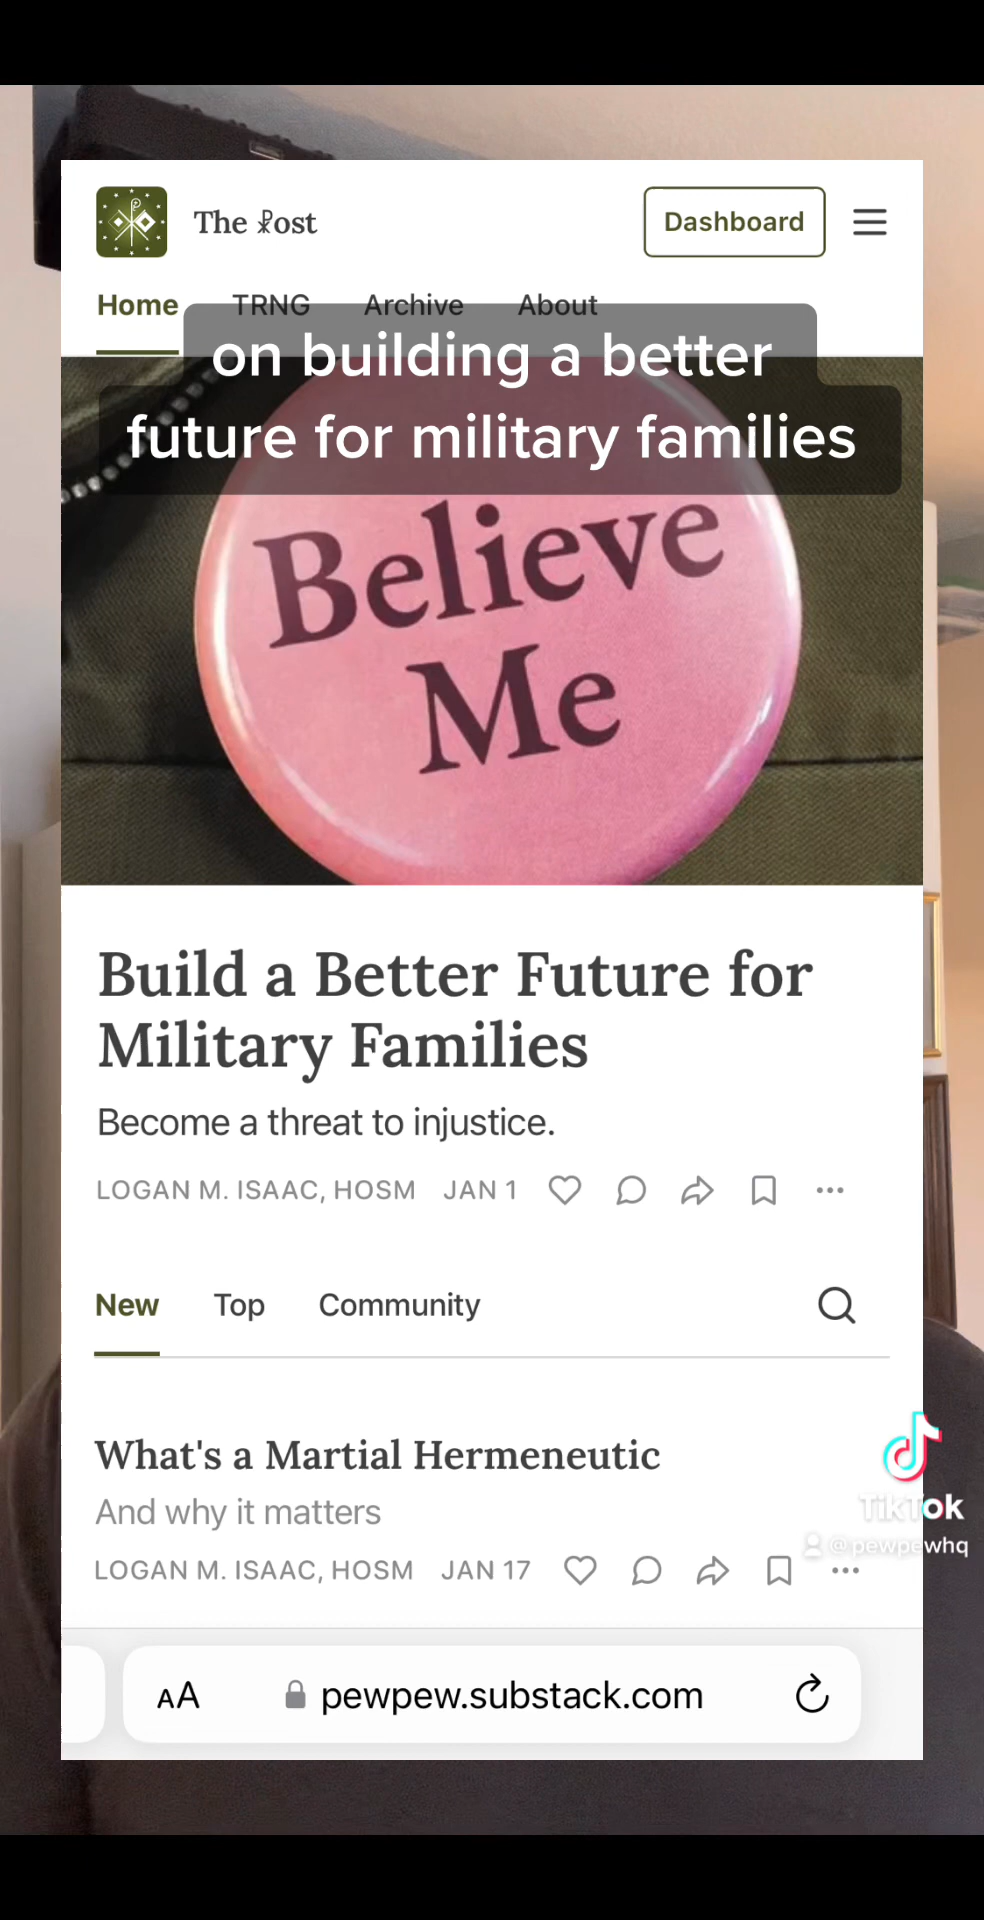 The ☧ost
Dashboard
Home TRNG Archive About
on building a better
future for military families
Believe
Me
Build a Better Future for
Military Families
Become a threat to injustice.
LOGAN M. ISAAC, HOSM JAN 1
New Top Community
What's a Martial Hermeneutic
And why it matters
LOGAN M. ISAAC, HOSM JAN 17
TikTok
@pewpewhq
AA pewpew.substack.com